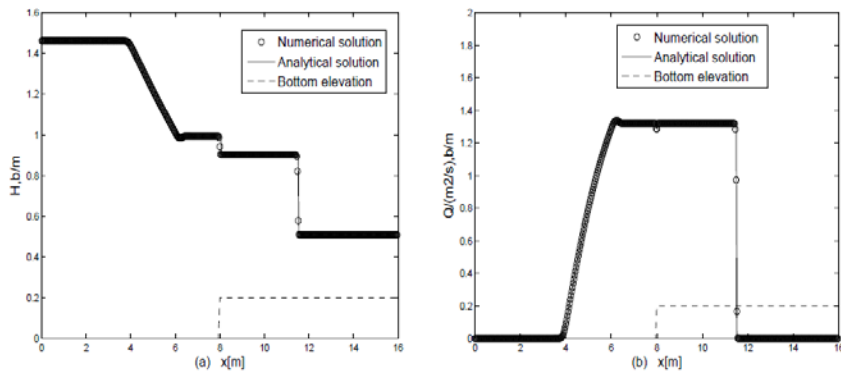 1.6
1.4
1.2
1
0.8
0.6
0.4
0.2
0
H,b/m
Numerical solution
Analytical solution
Bottom elevation
0 2 4 6 8 10 12 14 16
(a) x[m]
2
1.8
1.6
1.4
1.2
1
0.8
0.6
0.4
0.2
0
Q/(m2/s),b/m
Numerical solution
Analytical solution
Bottom elevation
0 2 4 6 8 10 12 14 16
(b) x[m]